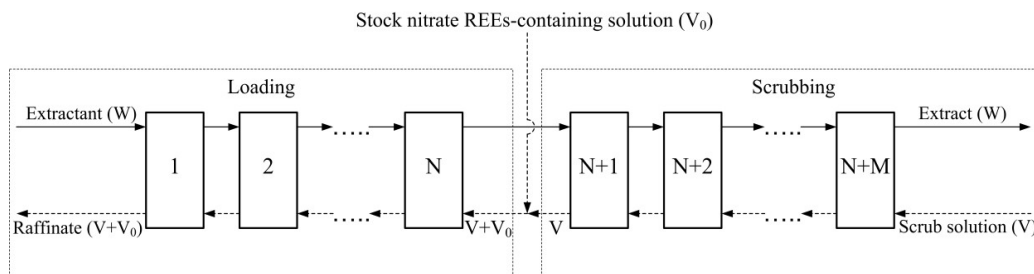 Stock nitrate REEs-containing solution (V₀)
Loading
Scrubbing
Extractant (W)
Extract (W)
1
2
.....
N
N+1
N+2
.....
N+M
.....
.....
Raffinate (V+V₀)
V+V₀
V
Scrub solution (V)